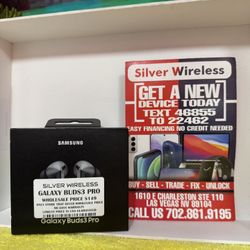 SAMSUNG
SILVER WIRELESS
GALAXY BUDS3 PRO
WHOLESALE PRICE $149
Galaxy Buds3 Pro
Silver Wireless
GET A NEW
DEVICE TODAY
TEXT 46855
TO 22462
EASY FINANCING NO CREDIT NEEDED
BUY - SELL - TRADE - FIX - UNLOCK
1610 E CHARLESTON STE 110
LAS VEGAS NV 89104
CALL US 702.881.9195